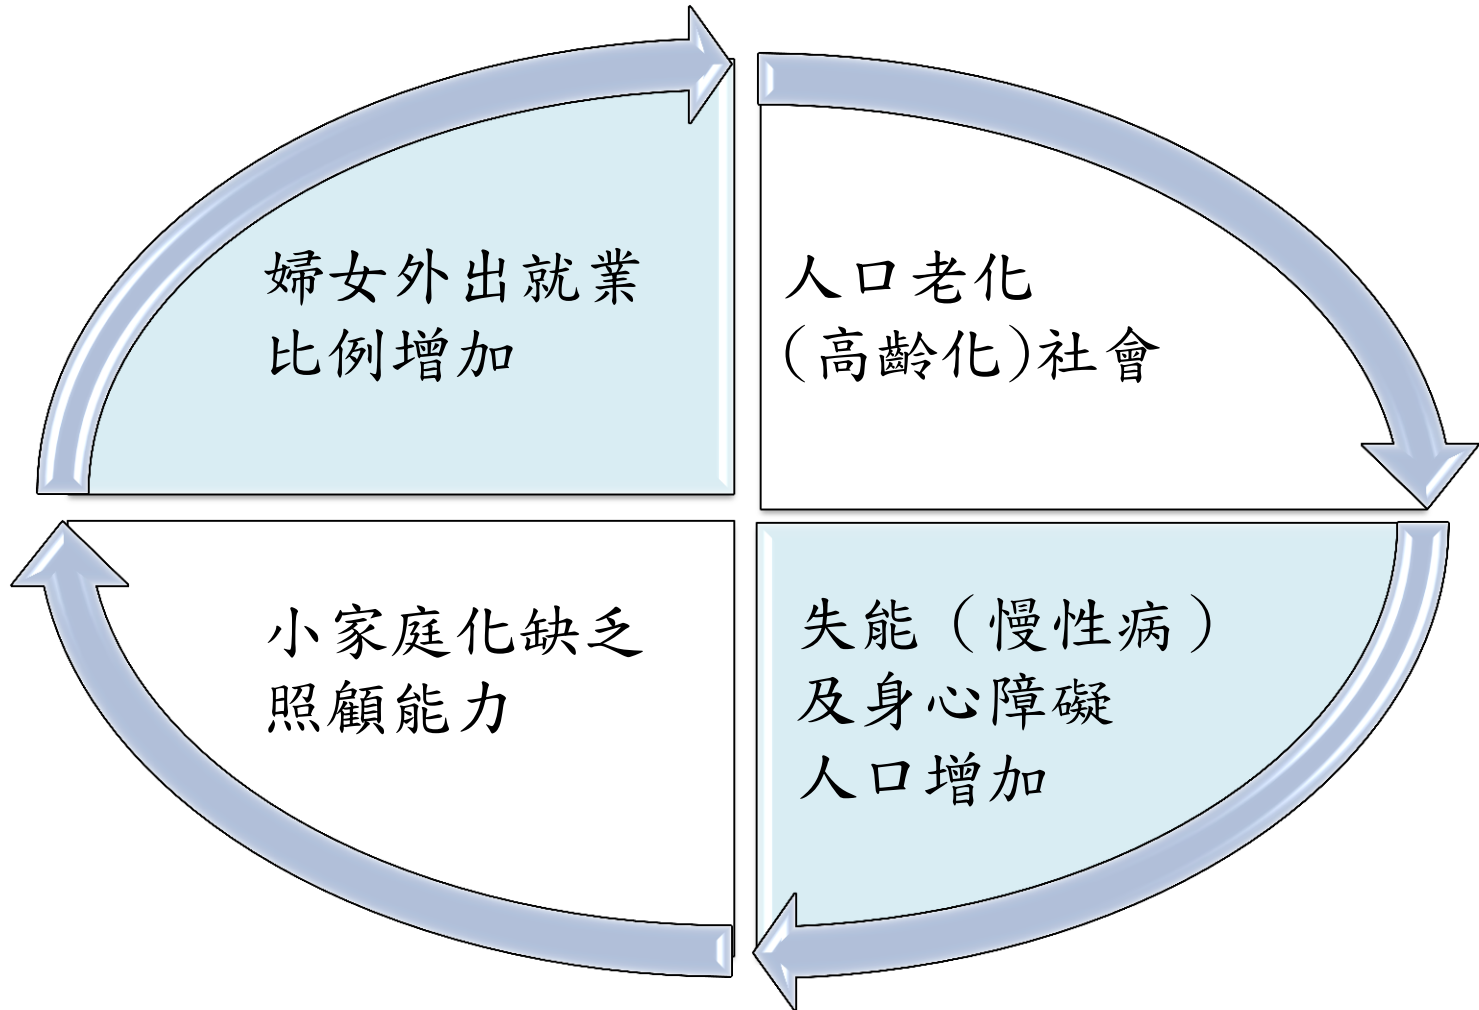 婦女外出就業
比例增加
人口老化
(高齡化)社會
小家庭化缺乏
照顧能力
失能（慢性病）
及身心障礙
人口增加